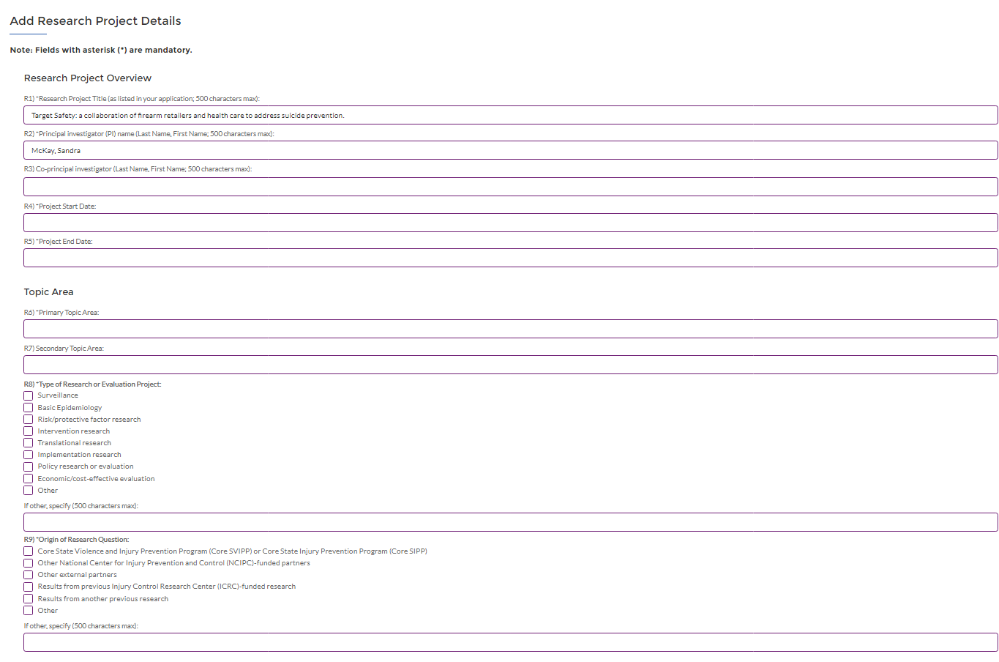 Add Research Project Details
Note: Fields with asterisk (*) are mandatory.
Research Project Overview
R1) *Research Project Title (as listed in your application; 500 characters max):
Target Safety: a collaboration of firearm retailers and health care to address suicide prevention.
R2) *Principal investigator (PI) name (Last Name, First Name; 500 characters max):
McKay, Sandra
R3) Co-principal investigator (Last Name, First Name; 500 characters max):
R4) *Project Start Date:
R5) *Project End Date:
Topic Area
R6) *Primary Topic Area:
R7) Secondary Topic Area:
R8) *Type of Research or Evaluation Project:
Surveillance
Basic Epidemiology
Risk/protective factor research
Intervention research
Translational research
Implementation research
Policy research or evaluation
Economic/cost-effective evaluation
Other
If other, specify (500 characters max):
R9) *Origin of Research Question:
Core State Violence and Injury Prevention Program (Core SVIPP) or Core State Injury Prevention Program (Core SIPP)
Other National Center for Injury Prevention and Control (NCIPC)-funded partners
Other external partners
Results from previous Injury Control Research Center (ICRC)-funded research
Results from another previous research
Other
If other, specify (500 characters max):